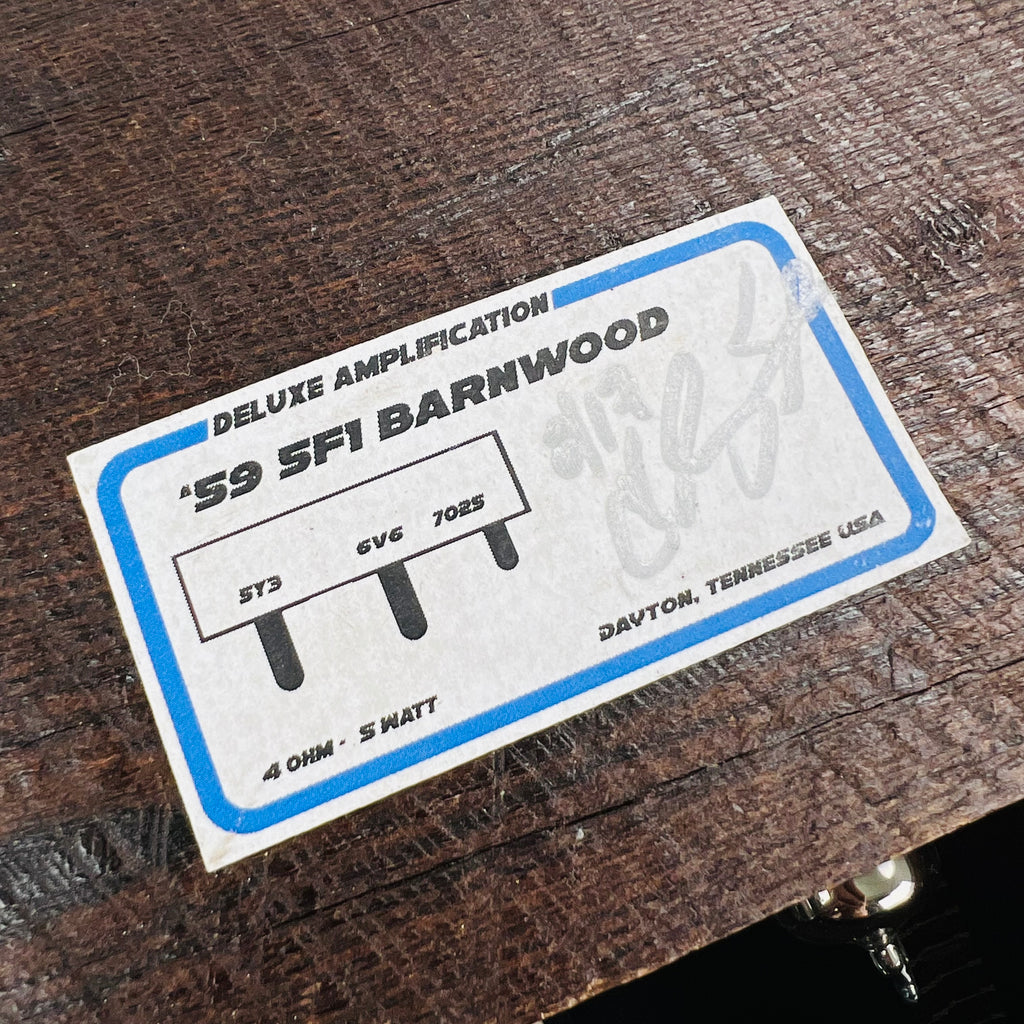 DELUXE AMPLIFICATION
'59 5F1 BARNWOOD
5Y3 6V6 7025
4 OHM - 5 WATT
DAYTON, TENNESSEE USA